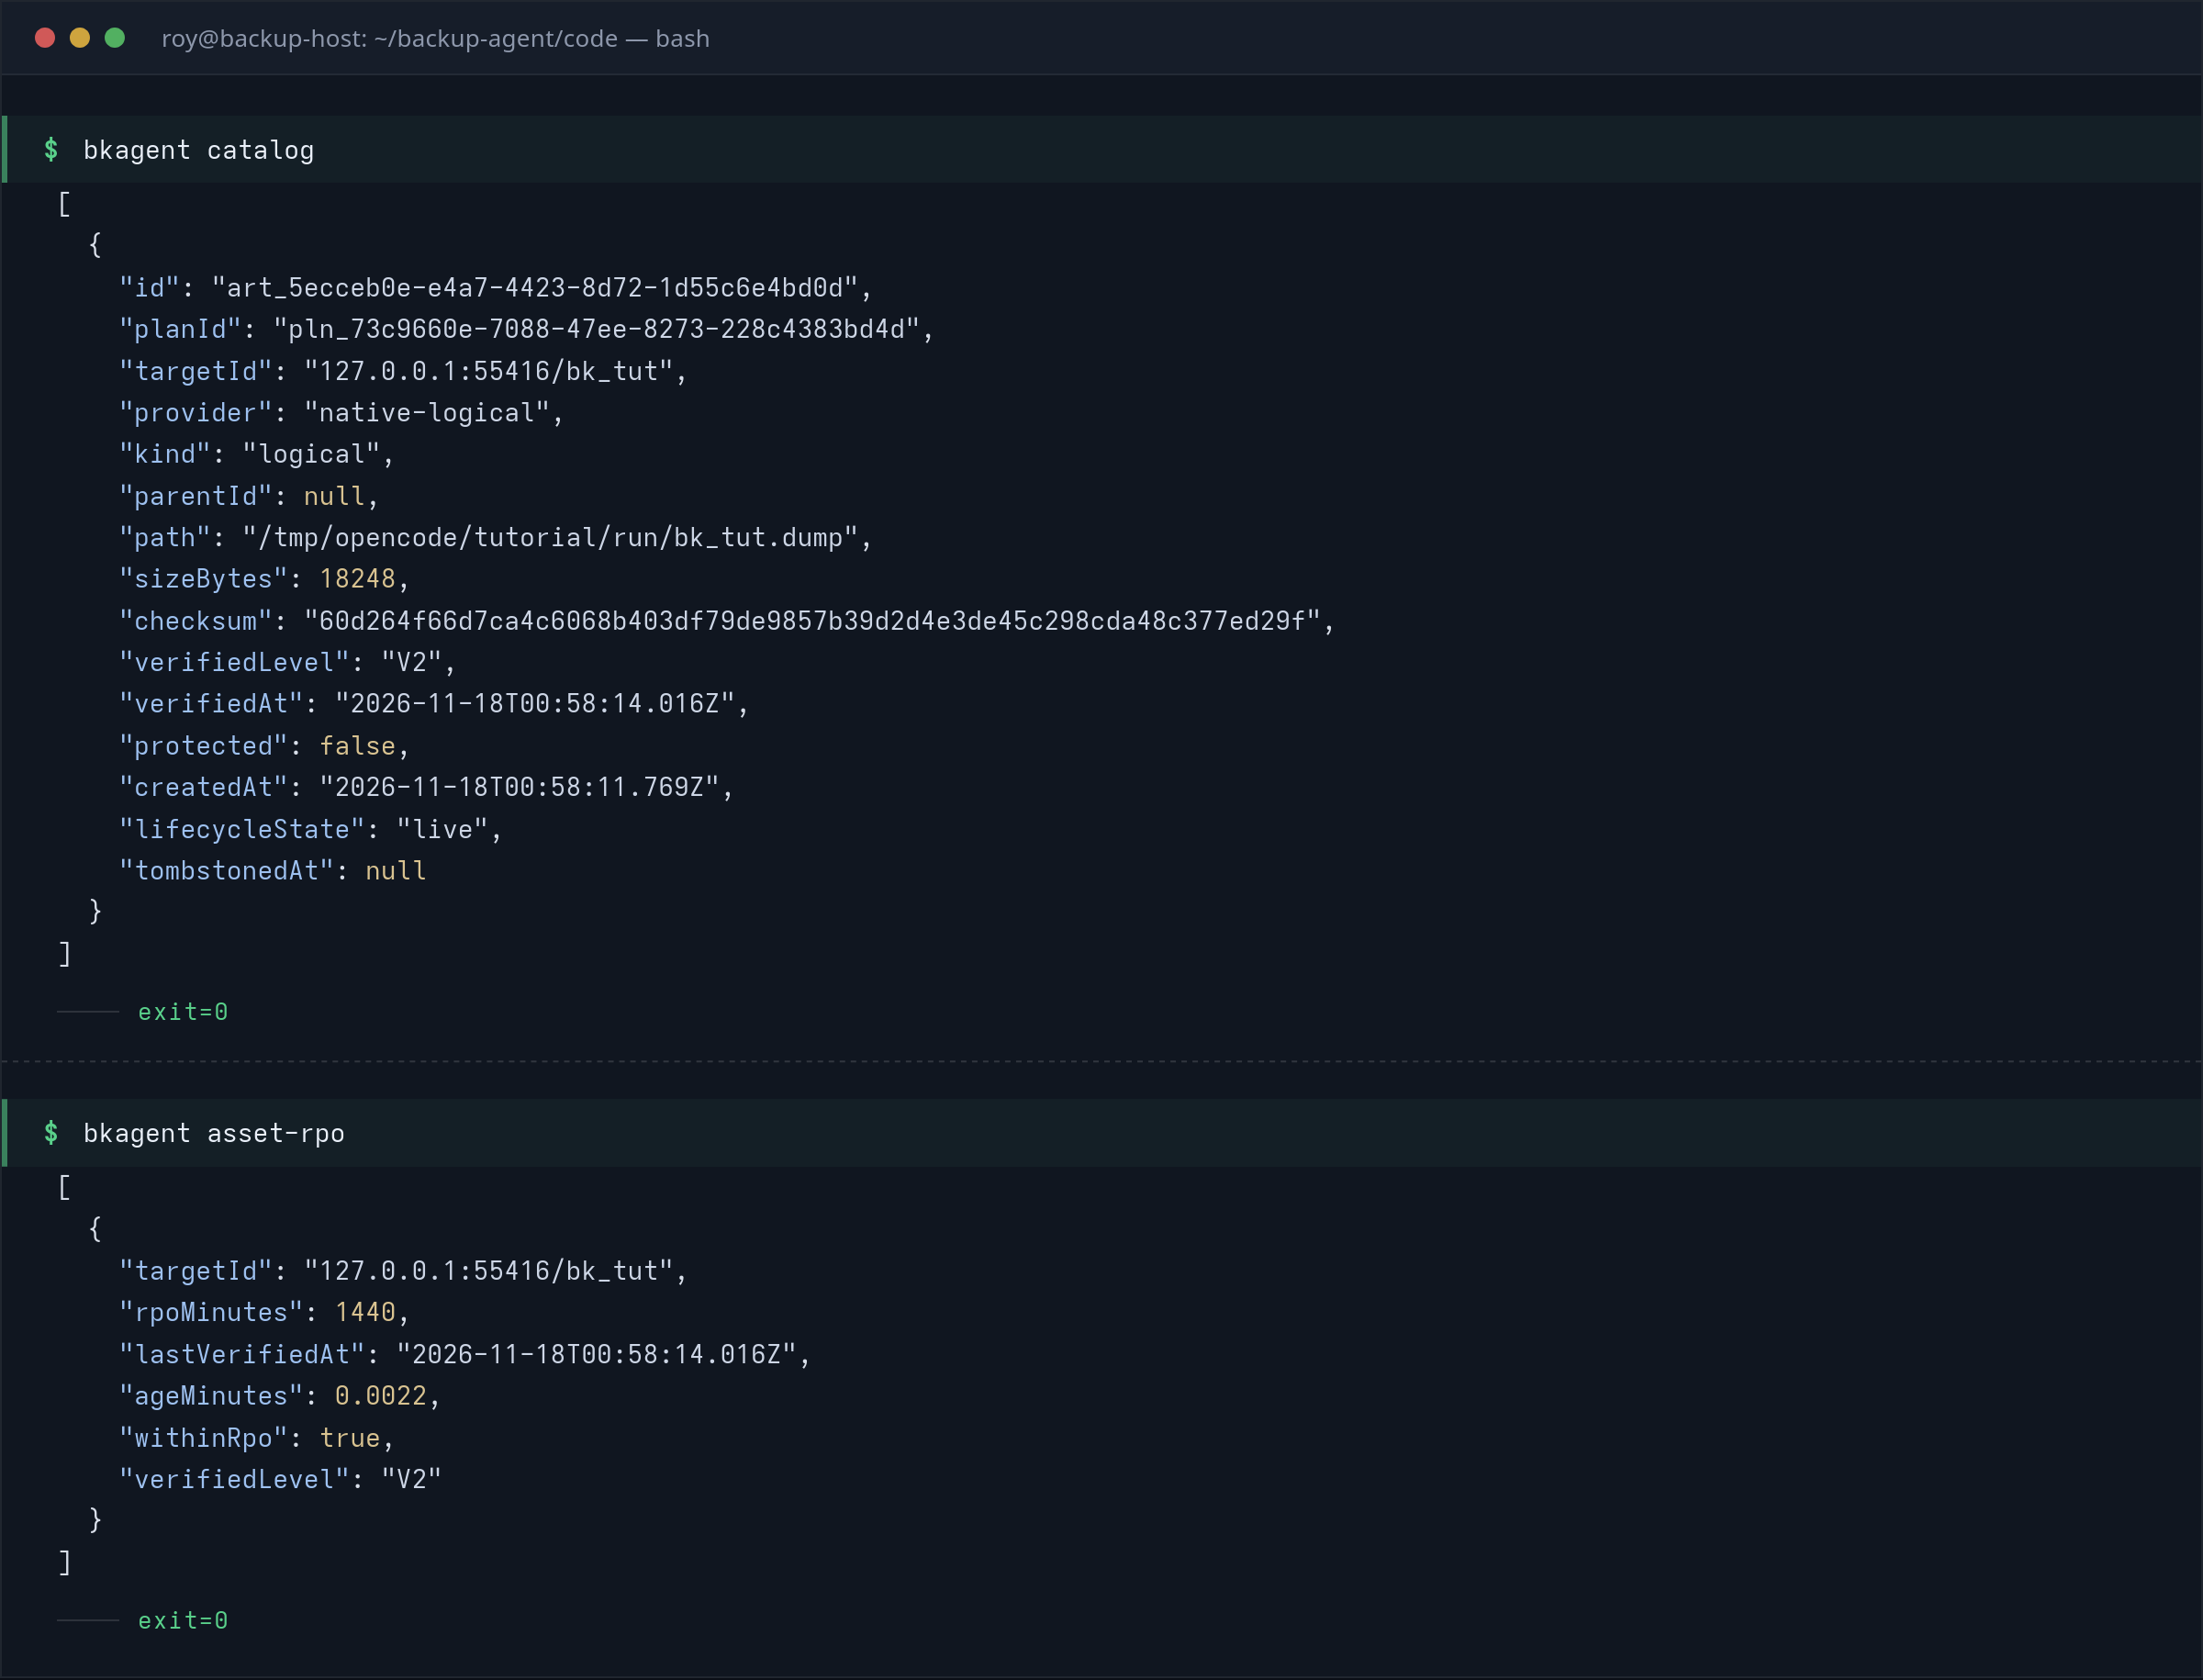 roy@backup-host: ~/backup-agent/code — bash
$ bkagent catalog
[
  {
    "id": "art_5ecceb0e-e4a7-4423-8d72-1d55c6e4bd0d",
    "planId": "pln_73c9660e-7088-47ee-8273-228c4383bd4d",
    "targetId": "127.0.0.1:55416/bk_tut",
    "provider": "native-logical",
    "kind": "logical",
    "parentId": null,
    "path": "/tmp/opencode/tutorial/run/bk_tut.dump",
    "sizeBytes": 18248,
    "checksum": "60d264f66d7ca4c6068b403df79de9857b39d2d4e3de45c298cda48c377ed29f",
    "verifiedLevel": "V2",
    "verifiedAt": "2026-11-18T00:58:14.016Z",
    "protected": false,
    "createdAt": "2026-11-18T00:58:11.769Z",
    "lifecycleState": "live",
    "tombstonedAt": null
  }
]
exit=0
$ bkagent asset-rpo
[
  {
    "targetId": "127.0.0.1:55416/bk_tut",
    "rpoMinutes": 1440,
    "lastVerifiedAt": "2026-11-18T00:58:14.016Z",
    "ageMinutes": 0.0022,
    "withinRpo": true,
    "verifiedLevel": "V2"
  }
]
exit=0